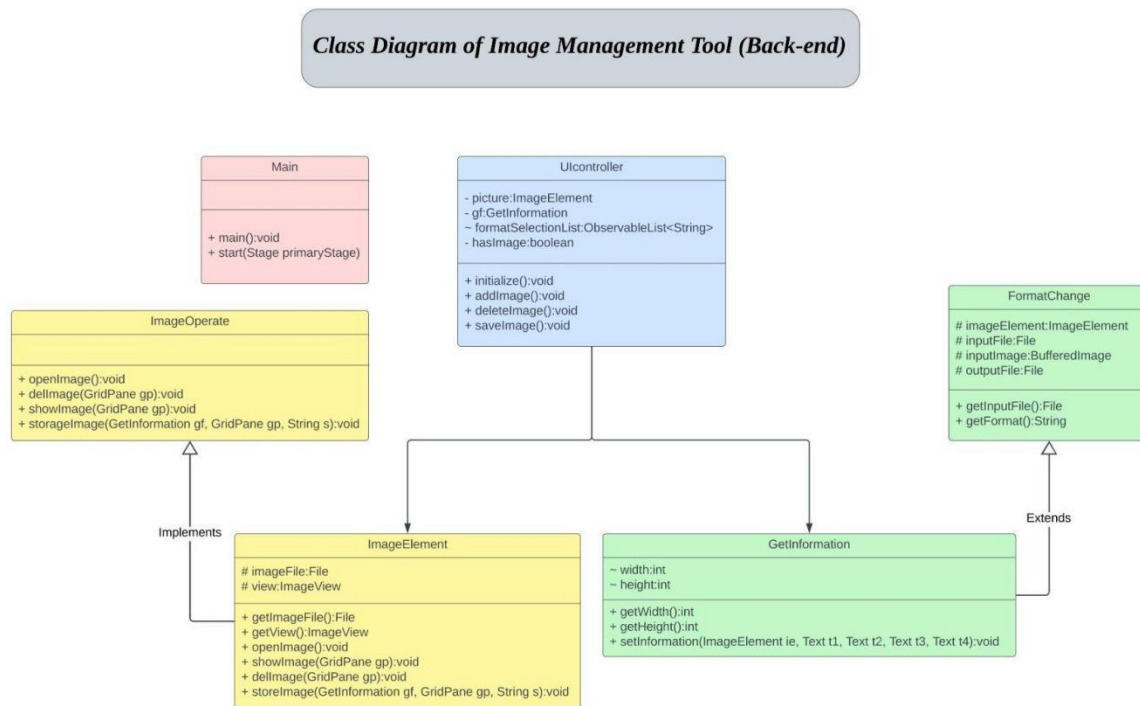 Class Diagram of Image Management Tool (Back-end)
Main
+ main():void
+ start(Stage primaryStage)
UIcontroller
- picture:ImageElement
- gf:GetInformation
~ formatSelectionList:ObservableList<String>
- hasImage:boolean
+ initialize():void
+ addImage():void
+ deleteImage():void
+ saveImage():void
FormatChange
# imageElement:ImageElement
# inputFile:File
# inputImage:BufferedImage
# outputFile:File
+ getInputFile():File
+ getFormat():String
ImageOperate
+ openImage():void
+ delImage(GridPane gp):void
+ showImage(GridPane gp):void
+ storageImage(GetInformation gf, GridPane gp, String s):void
Implements
Extends
ImageElement
# imageFile:File
# view:ImageView
+ getImageFile():File
+ getView():ImageView
+ openImage():void
+ showImage(GridPane gp):void
+ delImage(GridPane gp):void
+ storeImage(GetInformation gf, GridPane gp, String s):void
GetInformation
~ width:int
~ height:int
+ getWidth():int
+ getHeight():int
+ setInformation(ImageElement ie, Text t1, Text t2, Text t3, Text t4):void